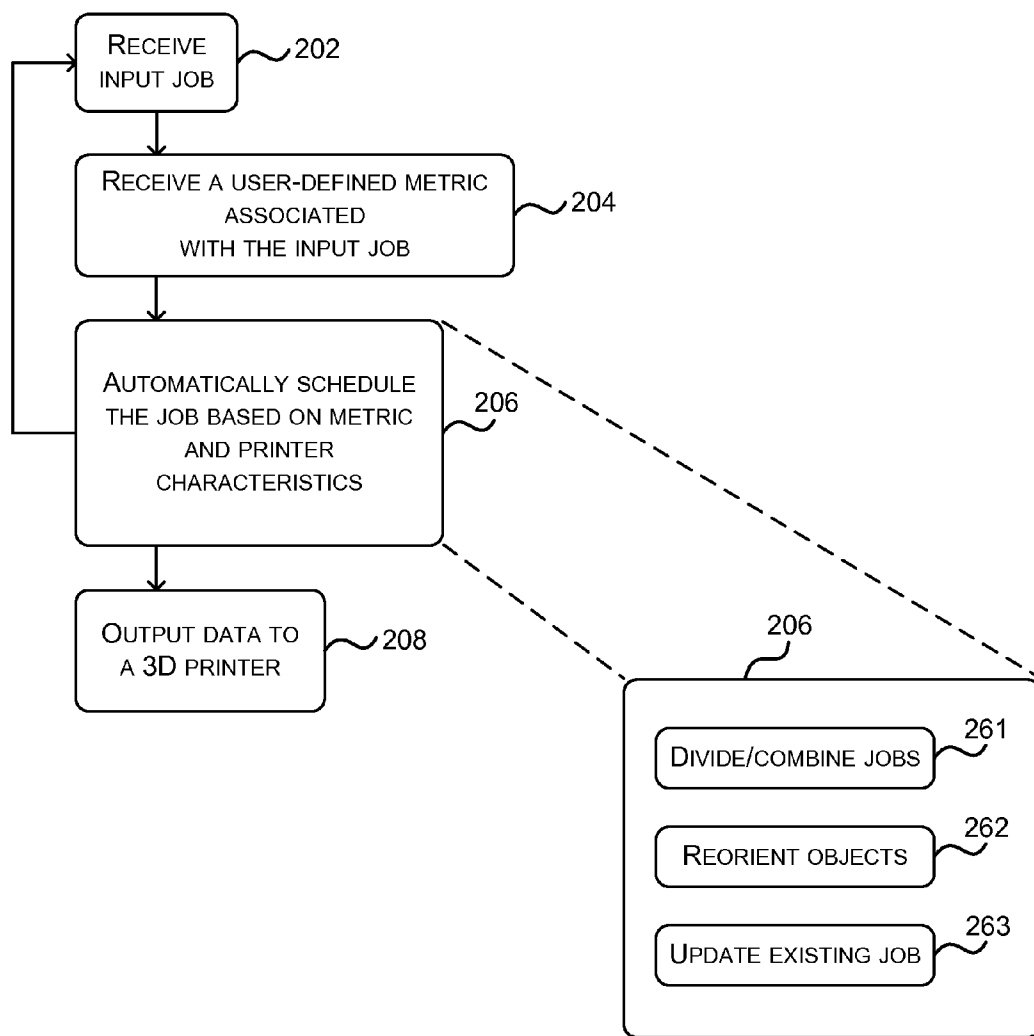 RECEIVE
INPUT JOB
202
RECEIVE A USER-DEFINED METRIC
ASSOCIATED
WITH THE INPUT JOB
204
AUTOMATICALLY SCHEDULE
THE JOB BASED ON METRIC
AND PRINTER
CHARACTERISTICS
206
OUTPUT DATA TO
A 3D PRINTER
208
206
DIVIDE/COMBINE JOBS
261
REORIENT OBJECTS
262
UPDATE EXISTING JOB
263